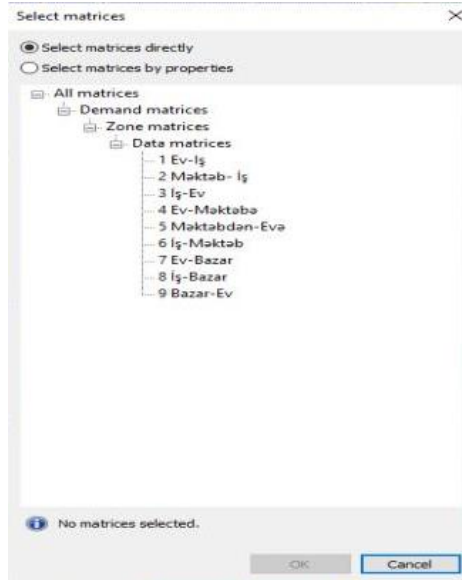 Select matrices
Select matrices directly
Select matrices by properties
All matrices
Demand matrices
Zone matrices
Data matrices
1 Ev-Iş
2 Məktəb- İş
3 İş-Ev
4 Ev-Məktəbə
5 Məktəbdən-Evə
6 İş-Məktəb
7 Ev-Bazar
8 İş-Bazar
9 Bazar-Ev
No matrices selected.
OK
Cancel